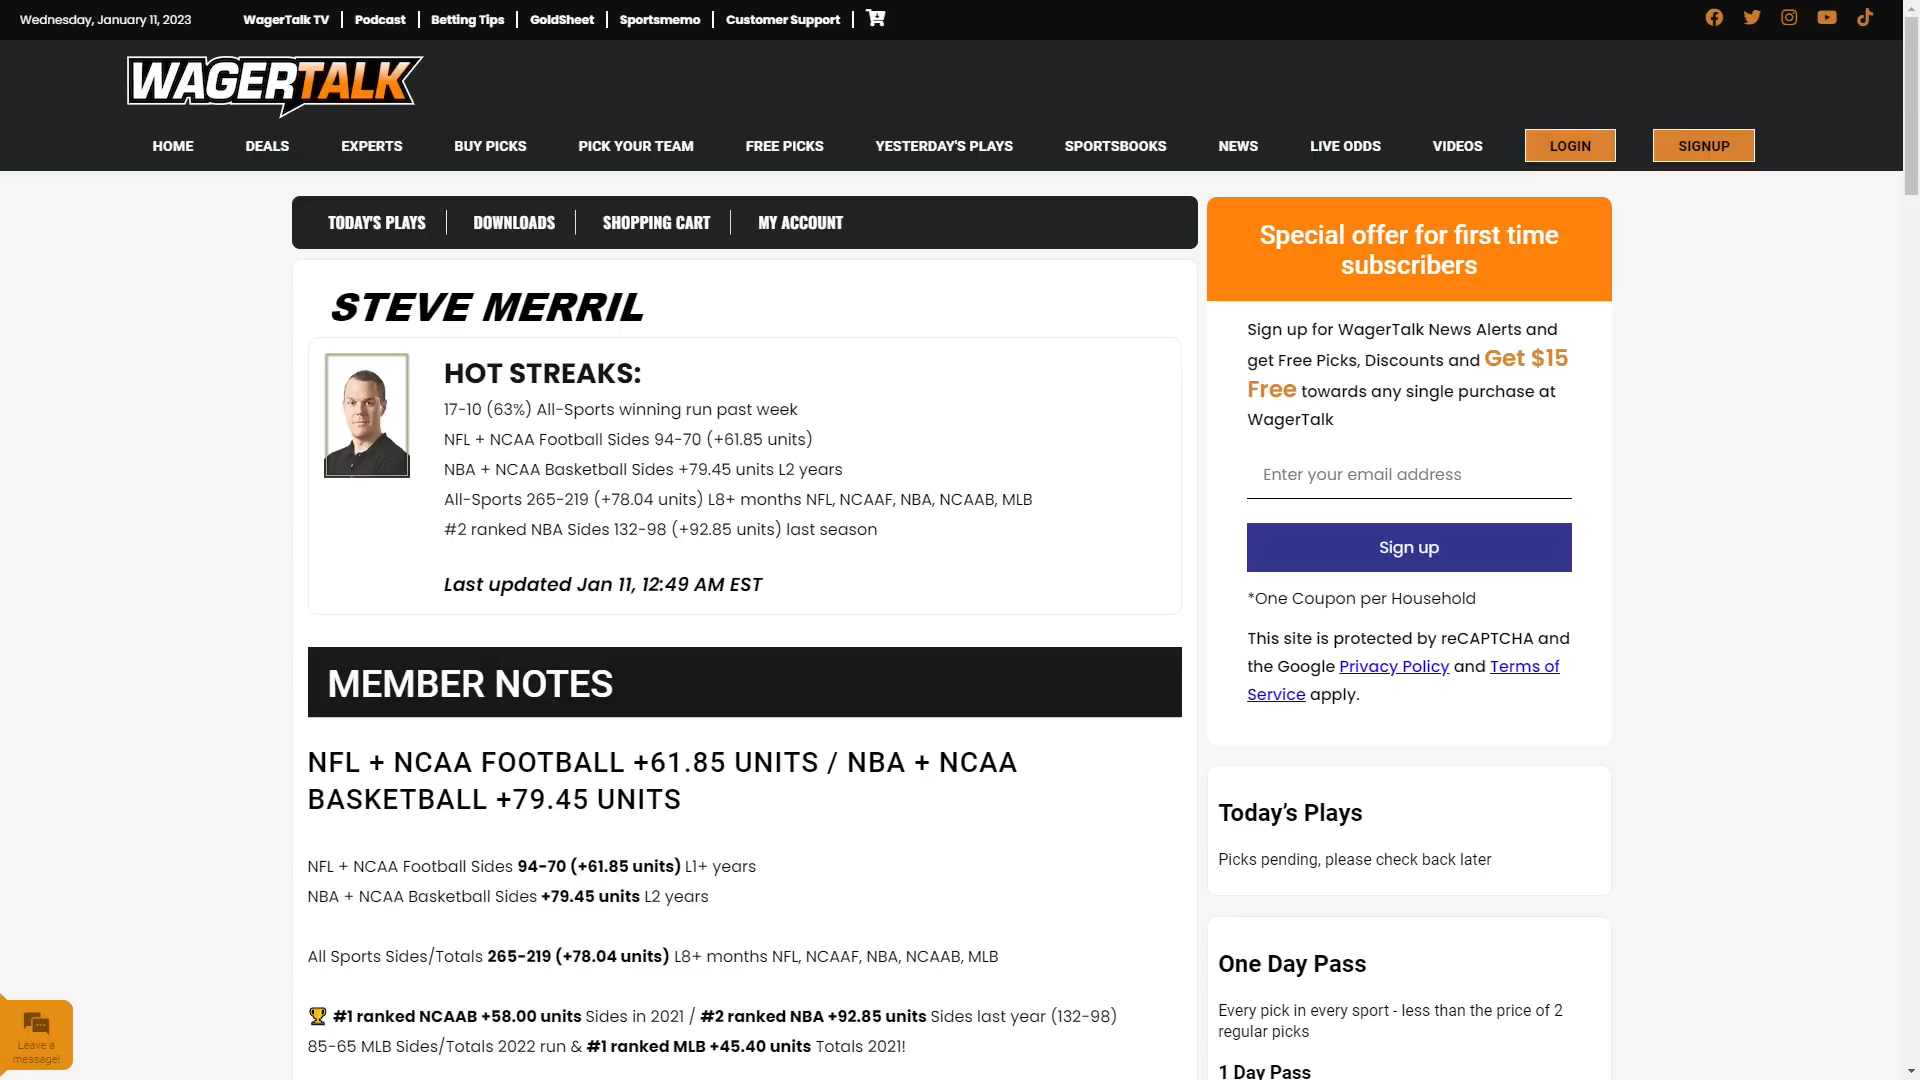 Wednesday, January 11, 2023
WagerTalk TV
Podcast
Betting Tips
GoldSheet
Sportsmemo
Customer Support
WAGERTALK
HOME
DEALS
EXPERTS
BUY PICKS
PICK YOUR TEAM
FREE PICKS
YESTERDAY'S PLAYS
SPORTSBOOKS
NEWS
LIVE ODDS
VIDEOS
LOGIN
SIGNUP
TODAY'S PLAYS
DOWNLOADS
SHOPPING CART
MY ACCOUNT
STEVE MERRIL
HOT STREAKS:
17-10 (63%) All-Sports winning run past week
NFL + NCAA Football Sides 94-70 (+61.85 units)
NBA + NCAA Basketball Sides +79.45 units L2 years
All-Sports 265-219 (+78.04 units) L8+ months NFL, NCAAF, NBA, NCAAB, MLB
#2 ranked NBA Sides 132-98 (+92.85 units) last season
Last updated Jan 11, 12:49 AM EST
MEMBER NOTES
NFL + NCAA FOOTBALL +61.85 UNITS / NBA + NCAA
BASKETBALL +79.45 UNITS
NFL + NCAA Football Sides 94-70 (+61.85 units) L1+ years
NBA + NCAA Basketball Sides +79.45 units L2 years
All Sports Sides/Totals 265-219 (+78.04 units) L8+ months NFL, NCAAF, NBA, NCAAB, MLB
🏆 #1 ranked NCAAB +58.00 units Sides in 2021 / #2 ranked NBA +92.85 units Sides last year (132-98)
85-65 MLB Sides/Totals 2022 run & #1 ranked MLB +45.40 units Totals 2021!
Special offer for first time
subscribers
Sign up for WagerTalk News Alerts and
get Free Picks, Discounts and Get $15
Free towards any single purchase at
WagerTalk
Enter your email address
Sign up
*One Coupon per Household
This site is protected by reCAPTCHA and
the Google Privacy Policy and Terms of
Service apply.
Today's Plays
Picks pending, please check back later
One Day Pass
Every pick in every sport - less than the price of 2
regular picks
1 Day Pass
Leave a
message!